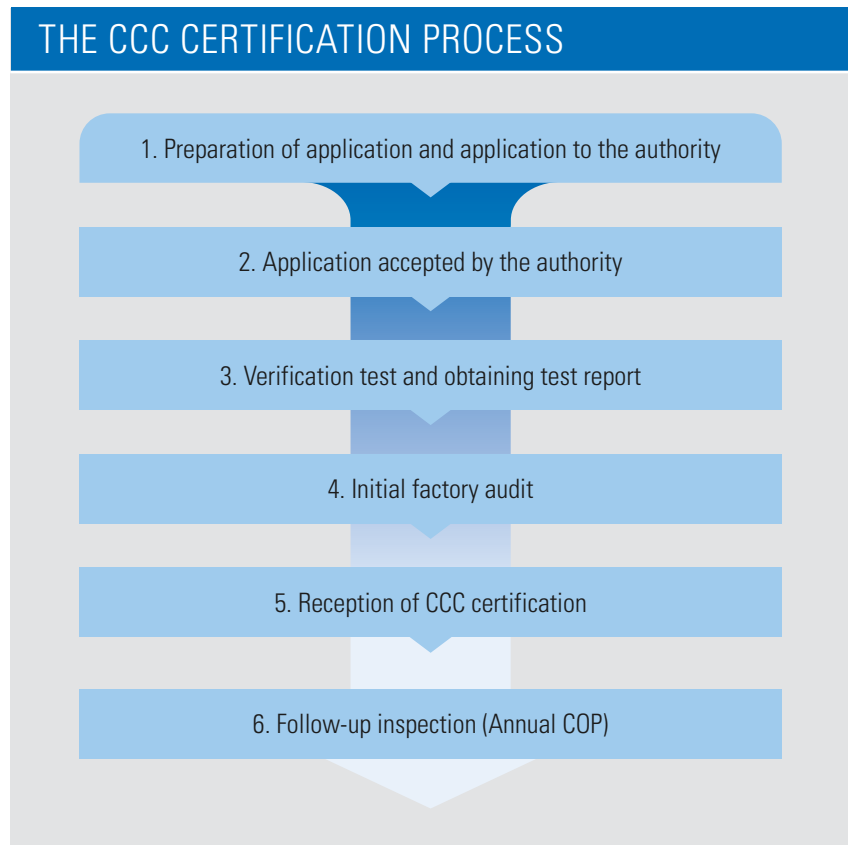 THE CCC CERTIFICATION PROCESS
1. Preparation of application and application to the authority
2. Application accepted by the authority
3. Verification test and obtaining test report
4. Initial factory audit
5. Reception of CCC certification
6. Follow-up inspection (Annual COP)